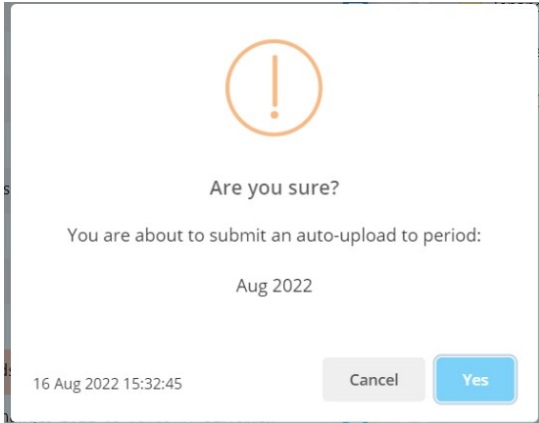 Are you sure?
You are about to submit an auto-upload to period:
Aug 2022
16 Aug 2022 15:32:45
Cancel
Yes